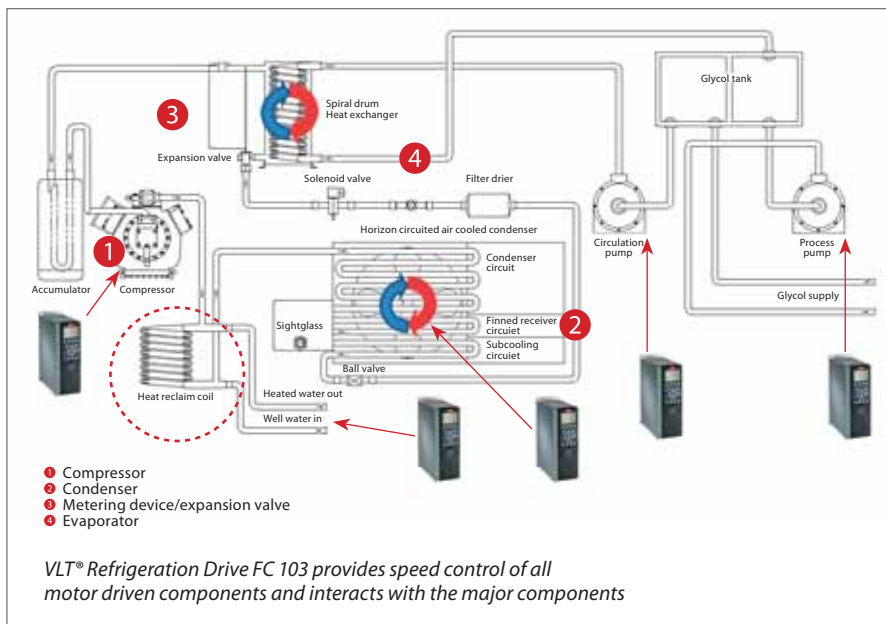 Glycol tank
3
Spiral drum
Heat exchanger
Expansion valve
4
Solenoid valve
Filter drier
Horizon circuited air cooled condenser
Circulation
pump
Process
pump
1
Accumulator
Compressor
Condenser
circuit
Glycol supply
Sightglass
Finned receiver
circuiet
2
Subcooling
circuiet
Ball valve
Heat reclaim coil
Heated water out
Well water in
1 Compressor
2 Condenser
3 Metering device/expansion valve
4 Evaporator
VLT® Refrigeration Drive FC 103 provides speed control of all
motor driven components and interacts with the major components